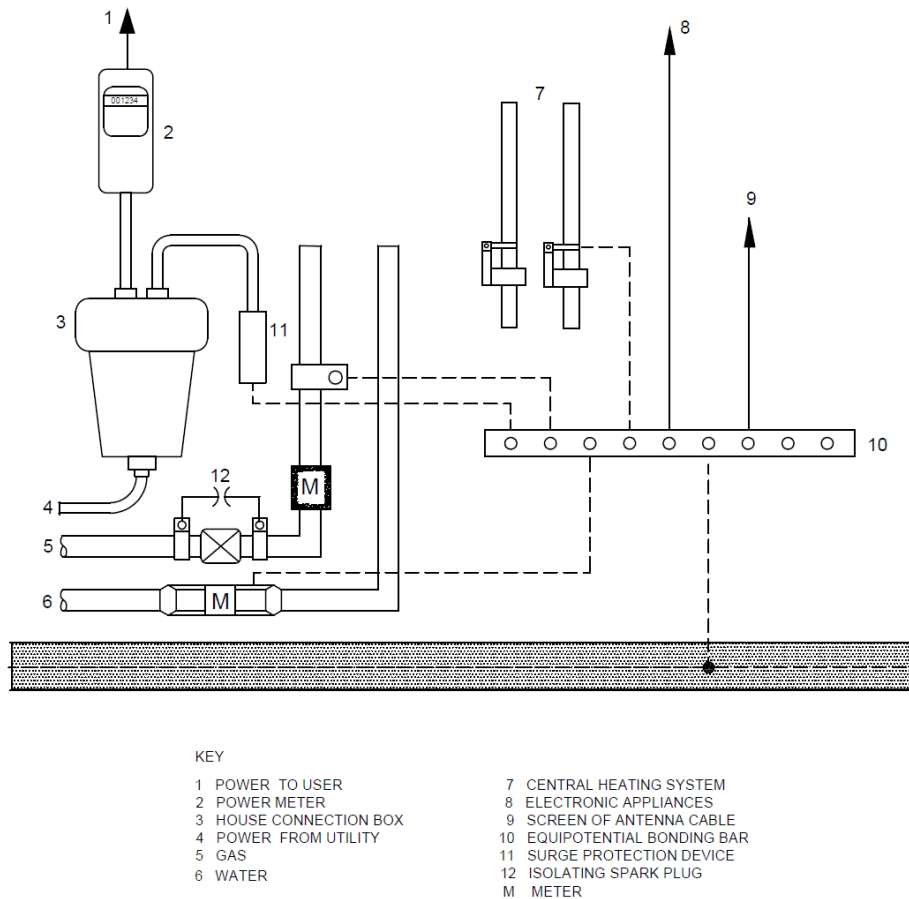 1
8
001234
2
7
9
3
11
10
M
12
4
5
M
6
KEY
1 POWER TO USER
2 POWER METER
3 HOUSE CONNECTION BOX
4 POWER FROM UTILITY
5 GAS
6 WATER
7 CENTRAL HEATING SYSTEM
8 ELECTRONIC APPLIANCES
9 SCREEN OF ANTENNA CABLE
10 EQUIPOTENTIAL BONDING BAR
11 SURGE PROTECTION DEVICE
12 ISOLATING SPARK PLUG
M METER